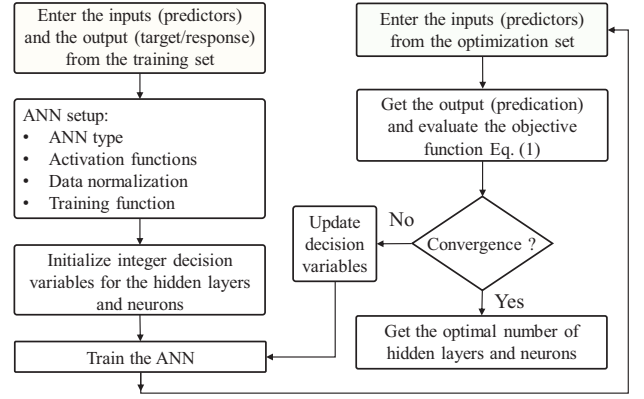 Enter the inputs (predictors)
and the output (target/response)
from the training set
ANN setup:
• ANN type
• Activation functions
• Data normalization
• Training function
Initialize integer decision
variables for the hidden layers
and neurons
Train the ANN
Enter the inputs (predictors)
from the optimization set
Get the output (predication)
and evaluate the objective
function Eq. (1)
Convergence ?
No
Update
decision
variables
Yes
Get the optimal number of
hidden layers and neurons